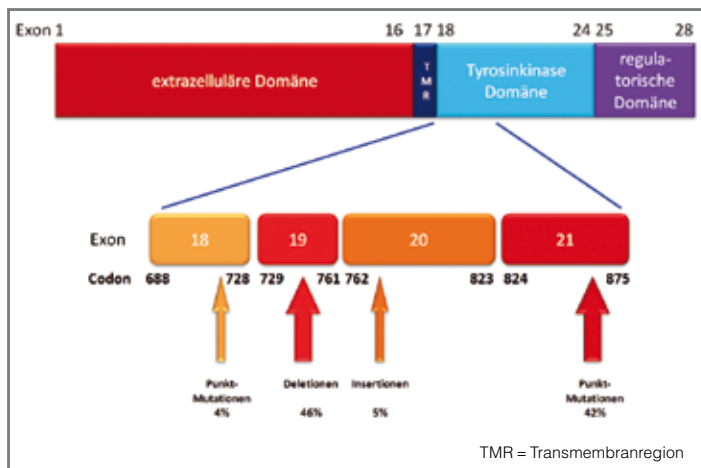 Exon 1 16 17 18 24 25 28
extrazelluläre Domäne
T
M
R
Tyrosinkinase
Domäne
regula-
torische
Domäne
Exon 18 19 20 21
Codon 688 728 729 761 762 823 824 875
Punkt-
Mutationen
4%
Deletionen
46%
Insertionen
5%
Punkt-
Mutationen
42%
TMR = Transmembranregion